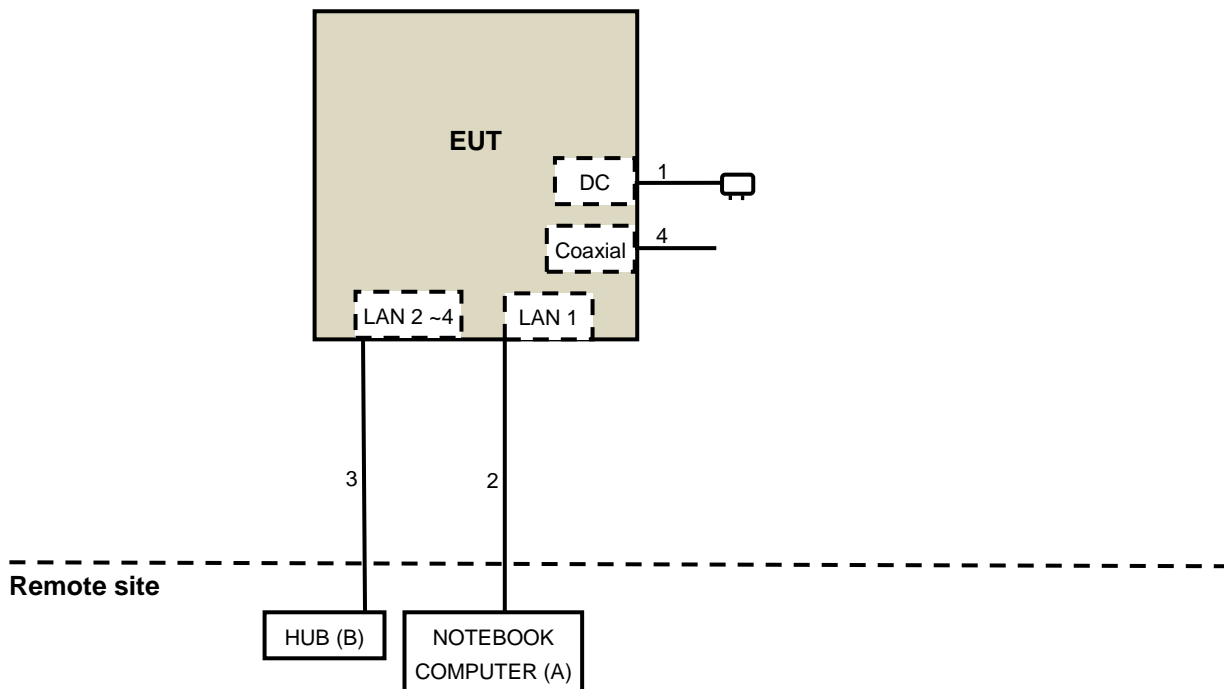 EUT
DC
1
Coaxial
4
LAN 2 ~4
LAN 1
3
2
Remote site
HUB (B)
NOTEBOOK
COMPUTER (A)